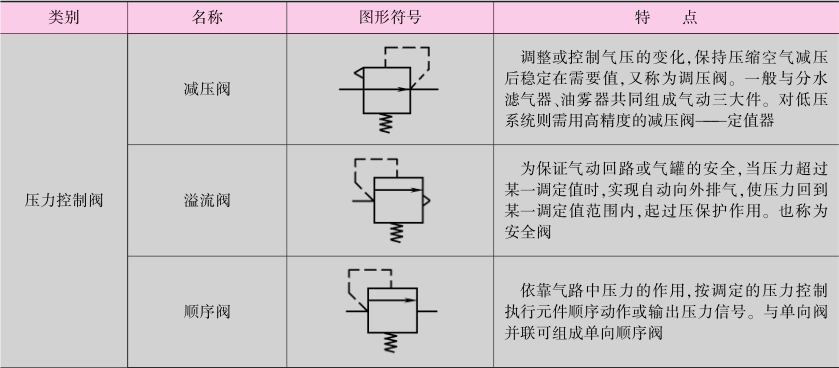 类别 名称 图形符号 特 点
压力控制阀
减压阀
调整或控制气压的变化,保持压缩空气减压
后稳定在需要值,又称为调压阀。一般与分水
滤气器、油雾器共同组成气动三大件。对低压
系统则需用高精度的减压阀——定值器
溢流阀
为保证气动回路或气罐的安全,当压力超过
某一调定值时,实现自动向外排气,使压力回到
某一调定值范围内,起过压保护作用。也称为
安全阀
顺序阀
依靠气路中压力的作用,按调定的压力控制
执行元件顺序动作或输出压力信号。与单向阀
并联可组成单向顺序阀